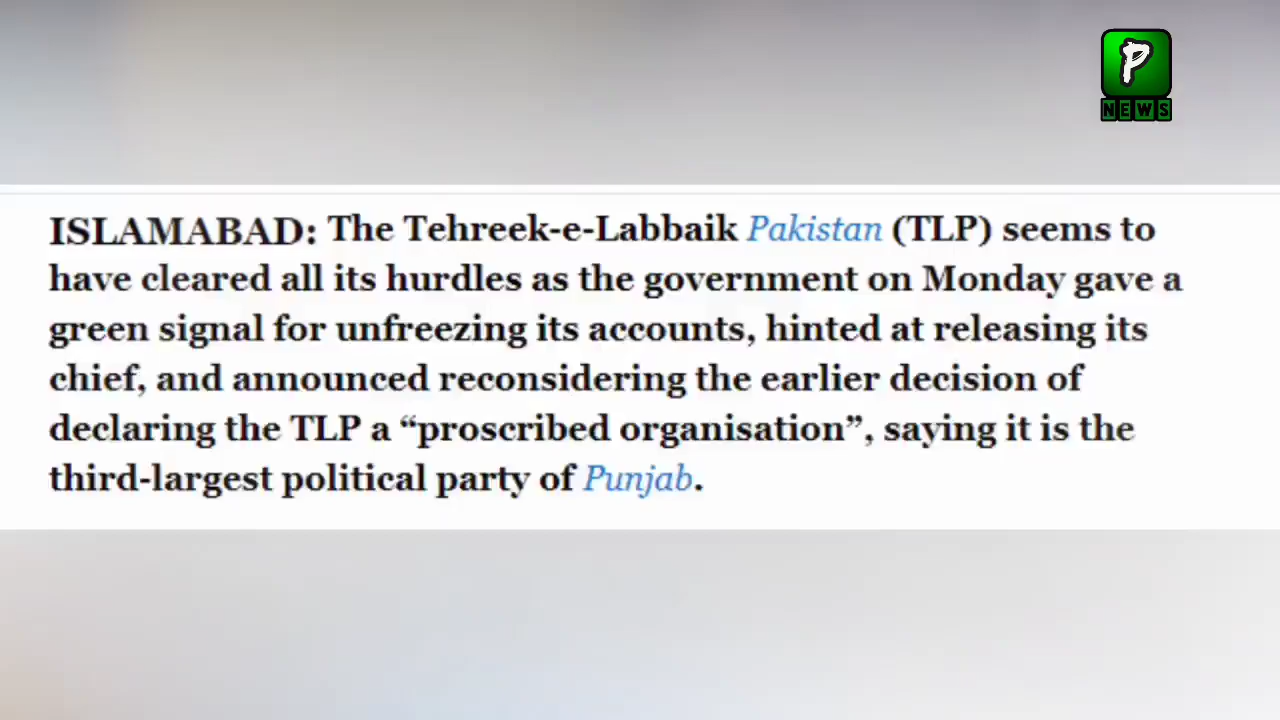 P
NEWS
ISLAMABAD: The Tehreek-e-Labbaik Pakistan (TLP) seems to
have cleared all its hurdles as the government on Monday gave a
green signal for unfreezing its accounts, hinted at releasing its
chief, and announced reconsidering the earlier decision of
declaring the TLP a “proscribed organisation”, saying it is the
third-largest political party of Punjab.